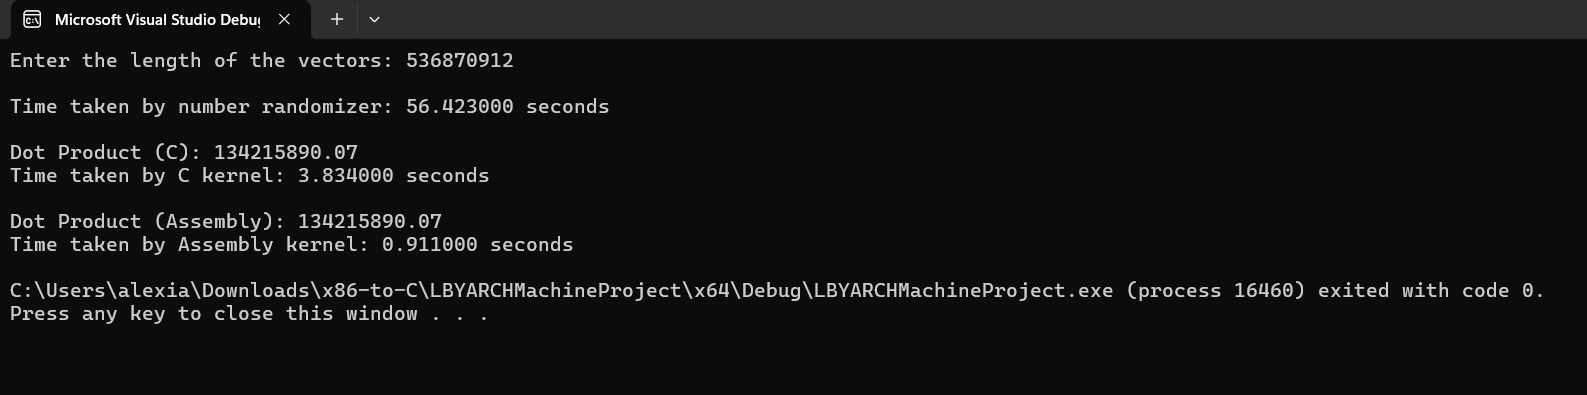 Microsoft Visual Studio Debu
Enter the length of the vectors: 536870912
Time taken by number randomizer: 56.423000 seconds
Dot Product (C): 134215890.07
Time taken by C kernel: 3.834000 seconds
Dot Product (Assembly): 134215890.07
Time taken by Assembly kernel: 0.911000 seconds
C:\Users\alexia\Downloads\x86-to-C\LBYARCHMachineProject\x64\Debug\LBYARCHMachineProject.exe (process 16460) exited with code 0.
Press any key to close this window . . .